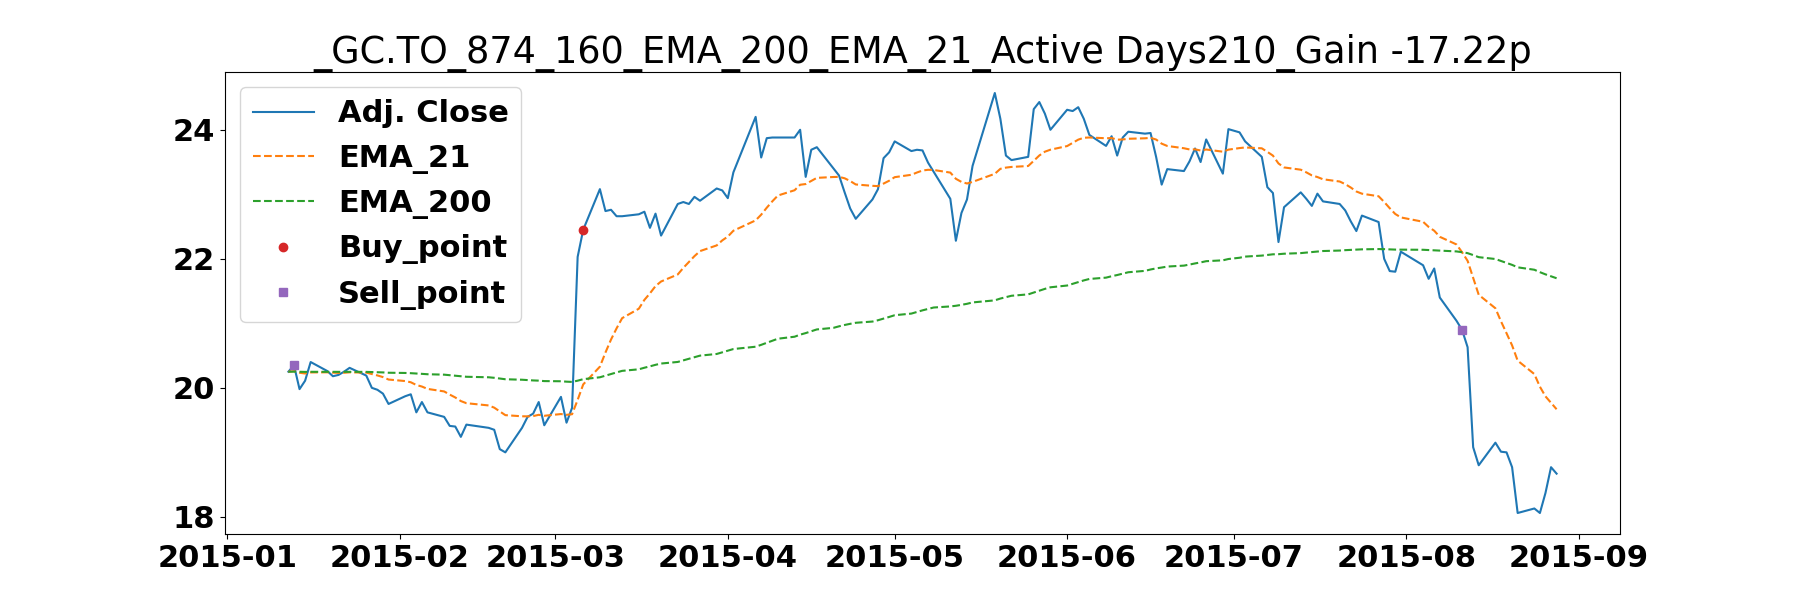 _GC.TO_874_160_EMA_200_EMA_21_Active Days210_Gain -17.22p
Adj. Close
EMA_21
EMA_200
Buy_point
Sell_point
24
22
20
18
2015-01 2015-02 2015-03 2015-04 2015-05 2015-06 2015-07 2015-08 2015-09